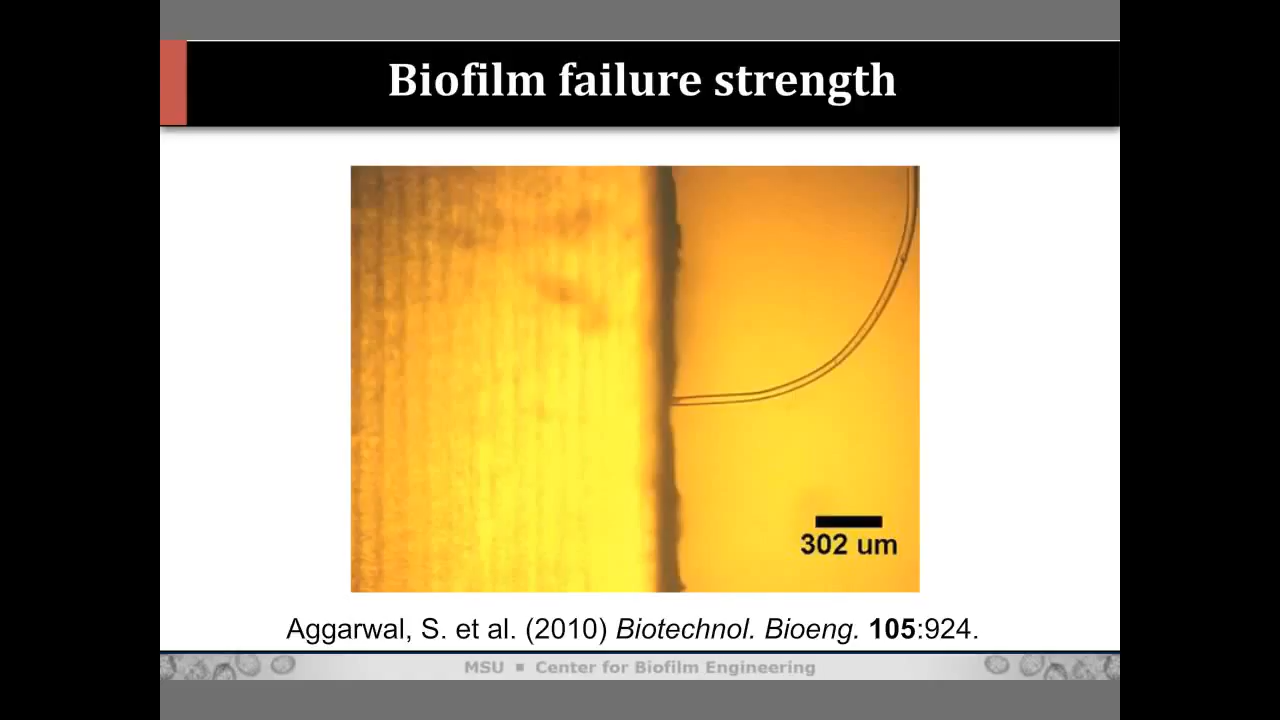 Biofilm failure strength
302 um
Aggarwal, S. et al. (2010) Biotechnol. Bioeng. 105:924.
MSU ▪ Center for Biofilm Engineering